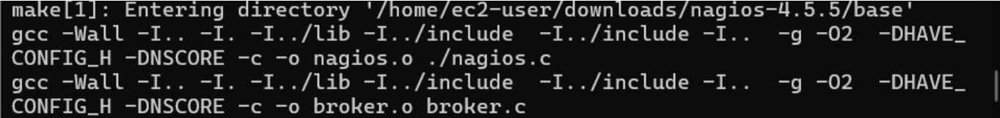 make[1]: Entering directory '/home/ec2-user/downloads/nagios-4.5.5/base'
gcc -Wall -I.. -I. -I../lib -I../include  -I../include -I..  -g -O2  -DHAVE_
CONFIG_H -DNSCORE -c -o nagios.o ./nagios.c
gcc -Wall -I.. -I. -I../lib -I../include  -I../include -I..  -g -O2  -DHAVE_
CONFIG_H -DNSCORE -c -o broker.o broker.c